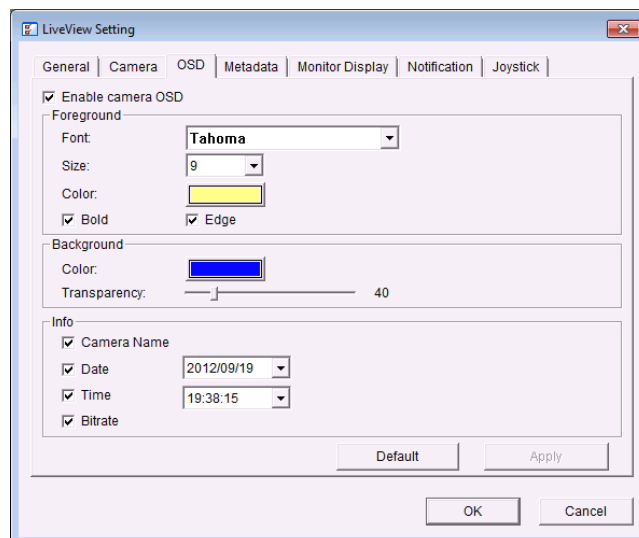 LiveView Setting
General Camera OSD Metadata Monitor Display Notification Joystick
Enable camera OSD
Foreground
Font: Tahoma
Size: 9
Color:
Bold Edge
Background
Color:
Transparency: 40
Info
Camera Name
Date 2012/09/19
Time 19:38:15
Bitrate
Default Apply
OK Cancel